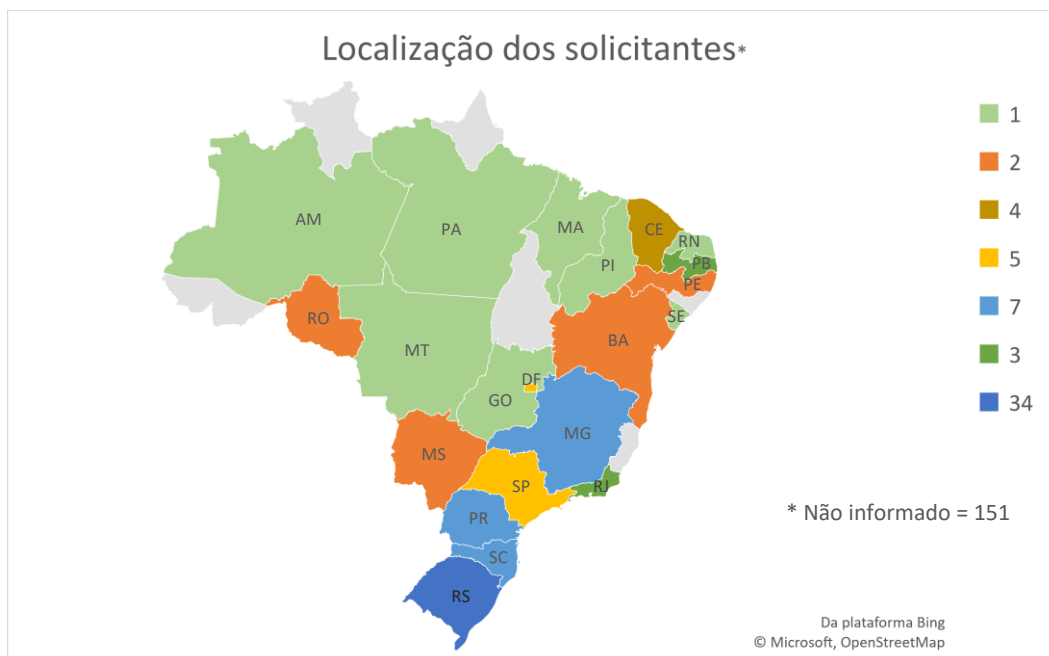 Localização dos solicitantes*
1
2
4
5
7
3
34
AM
PA
MA
CE
RN
PB
PI
PE
SE
RO
BA
MT
DF
GO
MG
MS
SP
RJ
PR
SC
RS
* Não informado = 151
Da plataforma Bing
© Microsoft, OpenStreetMap